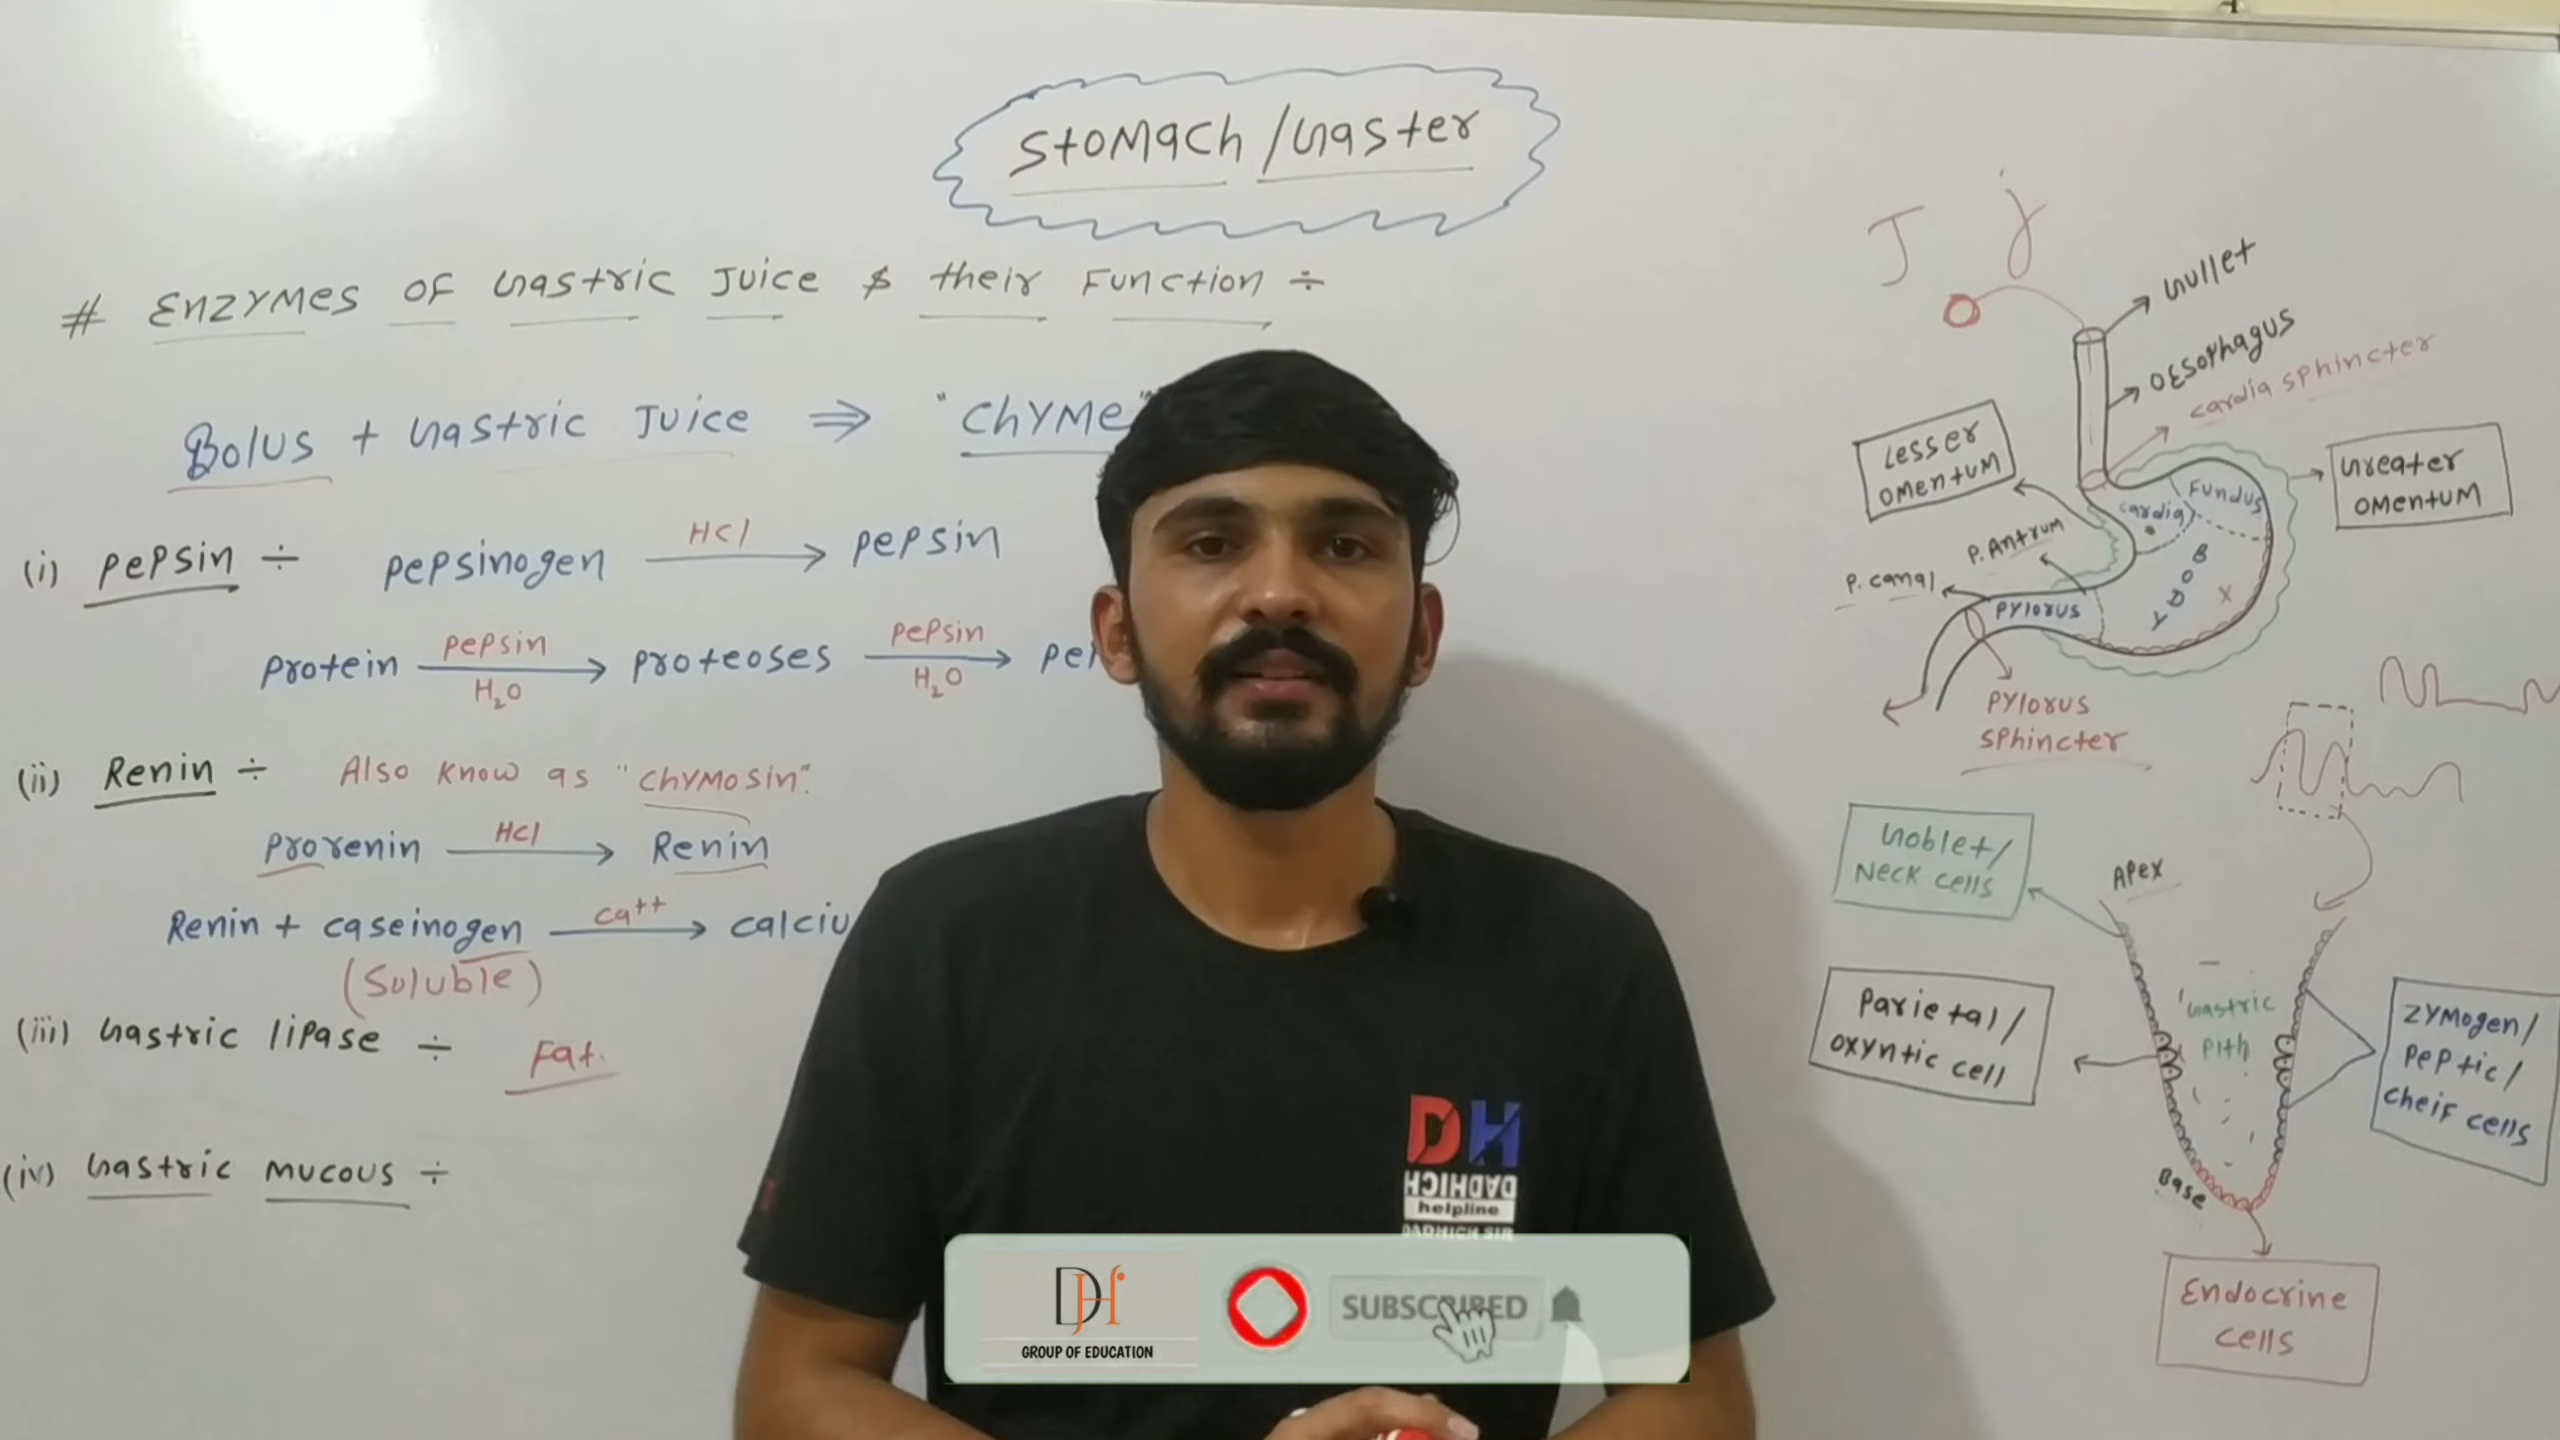 Stomach / Gaster
# Enzymes of Gastric Juice & their Function ÷
Bolus + Gastric Juice ⇒ "Chyme"
(i) Pepsin ÷ Pepsinogen HCl → Pepsin
Protein Pepsin → H₂O Proteoses Pepsin → H₂O
(ii) Renin ÷ Also know as "Chymosin".
Prorenin HCl → Renin
Renin + caseinogen Ca++ →
(Soluble)
(iii) Gastric lipase ÷ Fat.
(iv) Gastric mucous ÷
J j
Gullet
Oesophagus
Cardia sphincter
Lesser
omentum
Greater
omentum
Fundus
Cardia
BODY
P. Antrum
P. canal
Pylorus
Pylorus
sphincter
Goblet/
Neck cells
Apex
Parietal/
oxyntic cell
Gastric
Pith
Zymogen/
Peptic/
cheif cells
Base
Endocrine
cells
DH
DADHICH
helpline
DADHICH SIR
DHf
GROUP OF EDUCATION
SUBSCRIBED